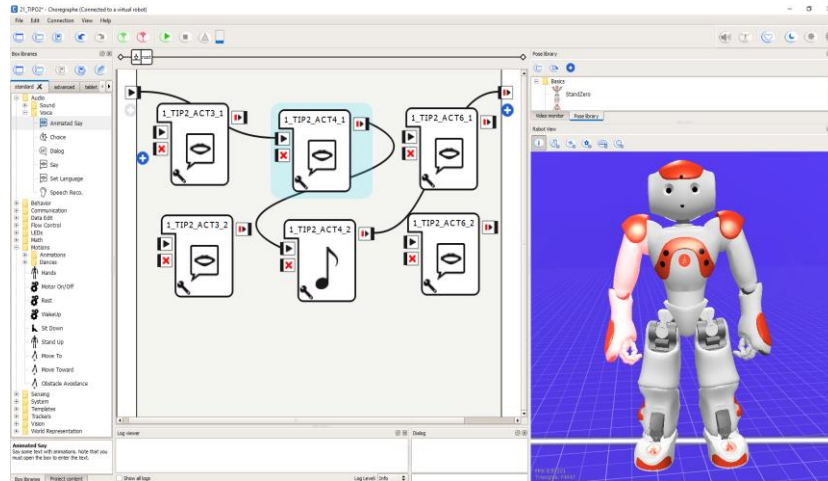 21_TIPO2* - Choregraphe (Connected to a virtual robot)
File Edit Connection View Help
Box libraries
standard advanced tablet
root
Audio
Sound
Voice
Animated Say
Choice
Dialog
Say
Set Language
Speech Reco.
Behavior
Communication
Data Edit
Flow Control
LEDs
Math
Motions
Animations
Dances
Hands
Motor On/Off
Rest
WakeUp
Sit Down
Stand Up
Move To
Move Toward
Obstacle Avoidance
Sensing
System
Templates
Trackers
Vision
World Representation
Animated Say
Say some text with animations. Note that you
must open the box to enter the text.
Box libraries Project content
1_TIP2_ACT3_1
1_TIP2_ACT4_1
1_TIP2_ACT6_1
1_TIP2_ACT3_2
1_TIP2_ACT4_2
1_TIP2_ACT6_2
Log viewer
Show all logs Log Level: Info
Dialog
Pose library
Basics
StandZero
Video monitor Pose library
Robot View